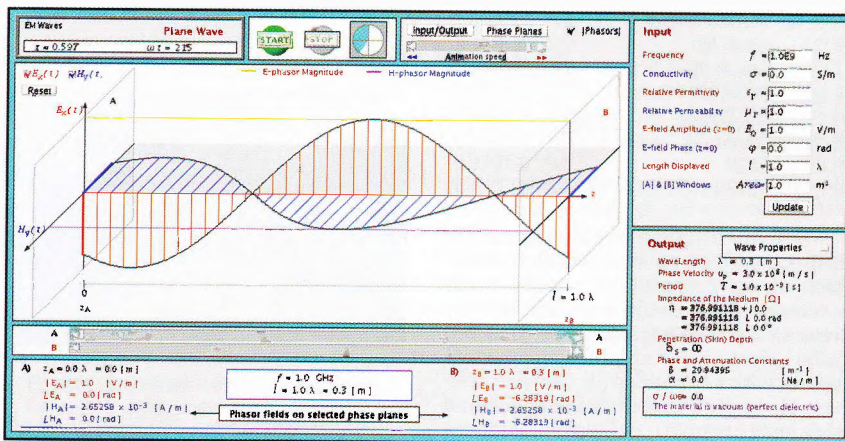 EM Waves
Plane Wave
t = 0.597 ω t = 215
START
STOP
Input/Output Phase Planes
Animation speed
(Phasors)
Input
Frequency f = 1.0E9 Hz
Conductivity σ = 0.0 S/m
Relative Permitivity εr = 1.0
Relative Permeability μr = 1.0
E-field Amplitude (z=0) E0 = 1.0 V/m
E-field Phase (z=0) φ = 0.0 rad
Length Displayed l = 1.0 λ
[A] & [B] Windows Area = 1.0 m²
Update
Ex(t) Hy(t)
E-phasor Magnitude H-phasor Magnitude
Reset
Ex(t)
A
B
z
Hy(t)
0
l = 1.0 λ
zA
zB
A A
B B
Output Wave Properties
WaveLength λ = 0.3 [m]
Phase Velocity up = 3.0 x 10⁸ [m/s]
Period T = 1.0 x 10⁻⁹ [s]
Impedance of the Medium [Ω]
η = 376.991118 + j 0.0
= 376.991118 ∠ 0.0 rad
= 376.991118 ∠ 0.0°
Penetration (Skin) Depth
δs = ∞
Phase and Attenuation Constants
β = 20.94395 [m⁻¹]
α = 0.0 [Ne/m]
σ / ωε = 0.0
The material is vacuum (perfect dielectric)
A) zA = 0.0 λ = 0.0 [m]
|EA| = 1.0 [V/m]
∠EA = 0.0 [rad]
|HA| = 2.65258 x 10⁻³ [A/m]
∠HA = 0.0 [rad]
f = 1.0 GHz
l = 1.0 λ = 0.3 [m]
Phasor fields on selected phase planes
B) zB = 1.0 λ = 0.3 [m]
|EB| = 1.0 [V/m]
∠EB = -6.28319 [rad]
|HB| = 2.65258 x 10⁻³ [A/m]
∠HB = -6.28319 [rad]